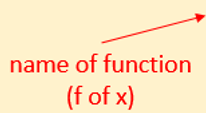 name of function
(f of x)